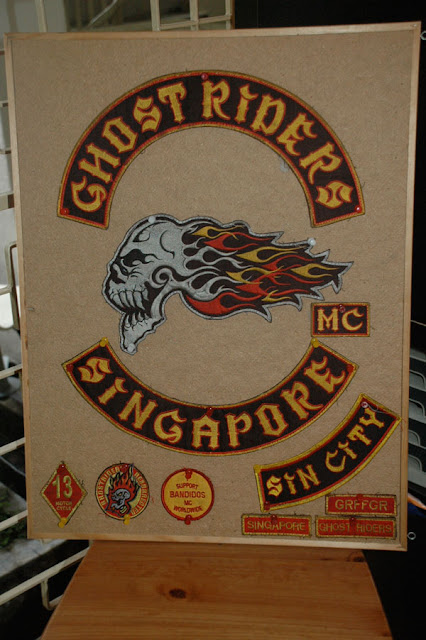 GHOST RIDERS
MC
SINGAPORE
SIN CITY
13
SUPPORT
BANDIDOS
MC
WORLDWIDE
GRFFGR
SINGAPORE
GHOST RIDERS